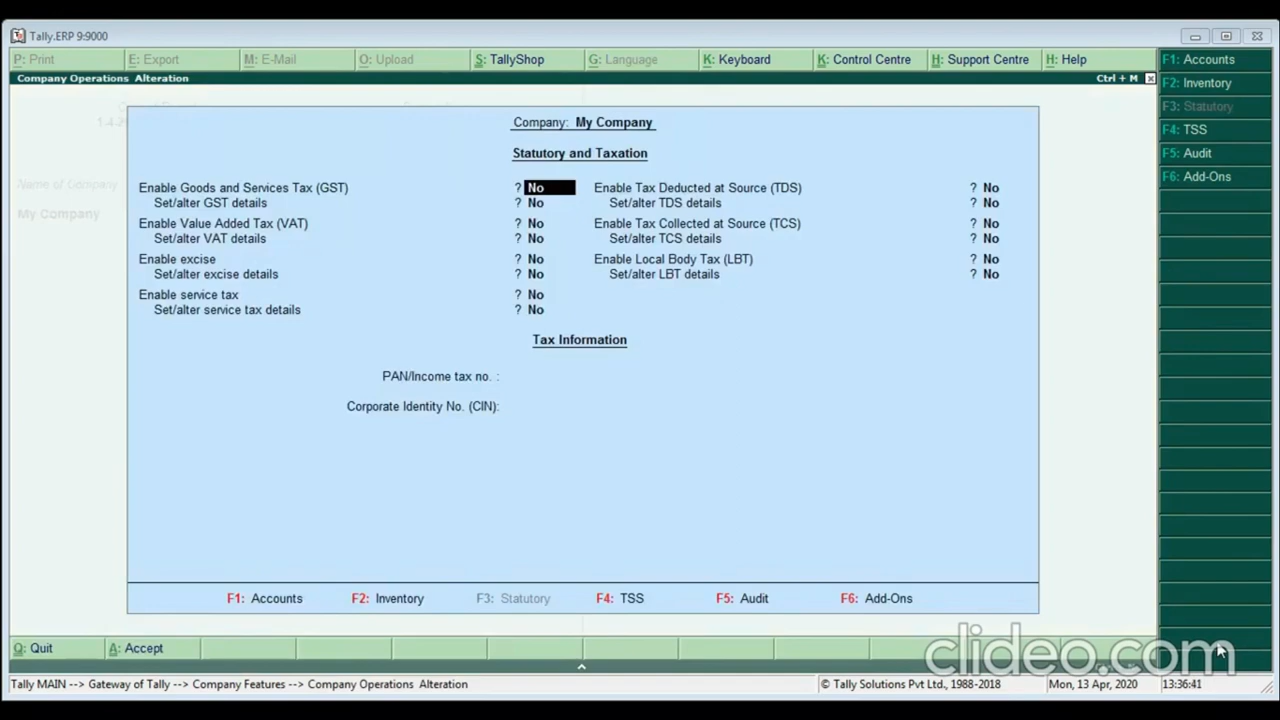 Tally.ERP 9:9000
P: Print E: Export M: E-Mail O: Upload S: TallyShop G: Language K: Keyboard K: Control Centre H: Support Centre H: Help
F1: Accounts
Company Operations Alteration Ctrl + M
F2: Inventory
F3: Statutory
F4: TSS
F5: Audit
F6: Add-Ons
1-4-2
Name of Company
My Company
Company: My Company
Statutory and Taxation
Enable Goods and Services Tax (GST) ? No Enable Tax Deducted at Source (TDS) ? No
Set/alter GST details ? No Set/alter TDS details ? No
Enable Value Added Tax (VAT) ? No Enable Tax Collected at Source (TCS) ? No
Set/alter VAT details ? No Set/alter TCS details ? No
Enable excise ? No Enable Local Body Tax (LBT) ? No
Set/alter excise details ? No Set/alter LBT details ? No
Enable service tax ? No
Set/alter service tax details ? No
Tax Information
PAN/Income tax no. :
Corporate Identity No. (CIN):
F1: Accounts F2: Inventory F3: Statutory F4: TSS F5: Audit F6: Add-Ons
Q: Quit A: Accept
clideo.com
Tally MAIN --> Gateway of Tally --> Company Features --> Company Operations Alteration © Tally Solutions Pvt Ltd., 1988-2018 Mon, 13 Apr, 2020 13:36:41